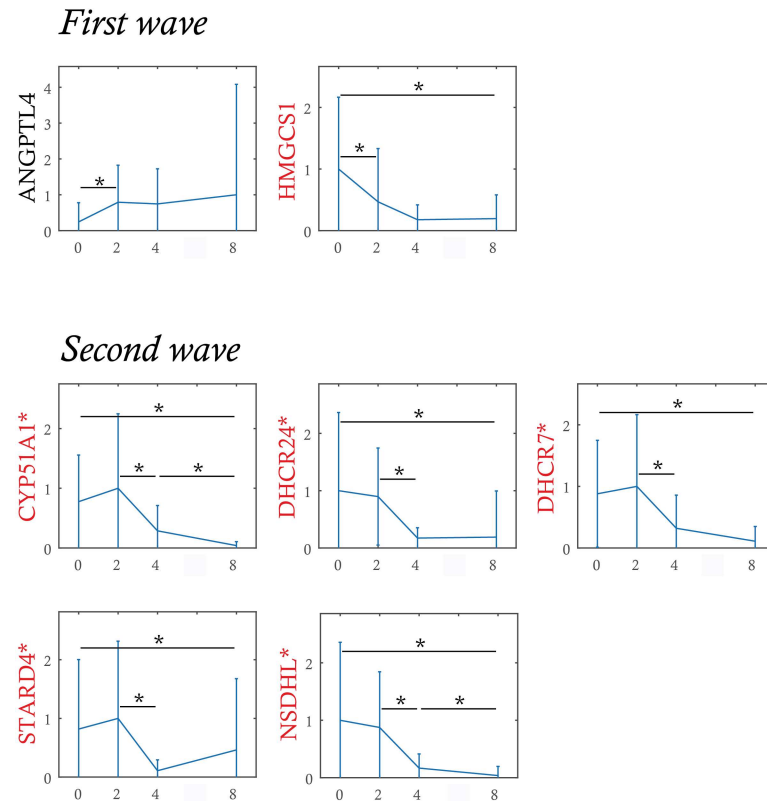 First wave
ANGPTL4
4
3
2
1
0
*
0 2 4 8
HMGCS1
2
1
0
*
*
0 2 4 8
Second wave
CYP51A1*
2
1
0
*
* *
0 2 4 8
DHCR24*
2
1
0
*
*
0 2 4 8
DHCR7*
2
1
0
*
*
0 2 4 8
STARD4*
2
1
0
*
*
0 2 4 8
NSDHL*
2
1
0
*
* *
0 2 4 8